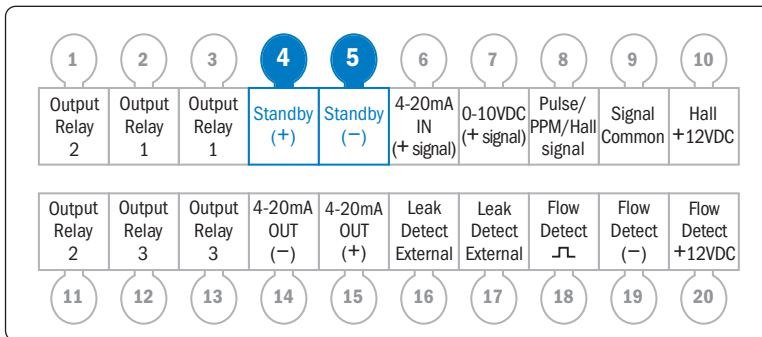 1 2 3 4 5 6 7 8 9 10
Output Relay 2
Output Relay 1
Output Relay 1
Standby (+)
Standby (−)
4-20mA IN (+ signal)
0-10VDC (+ signal)
Pulse/ PPM/Hall signal
Signal Common
Hall +12VDC
Output Relay 2
Output Relay 3
Output Relay 3
4-20mA OUT (−)
4-20mA OUT (+)
Leak Detect External
Leak Detect External
Flow Detect ⎍
Flow Detect (−)
Flow Detect +12VDC
11 12 13 14 15 16 17 18 19 20